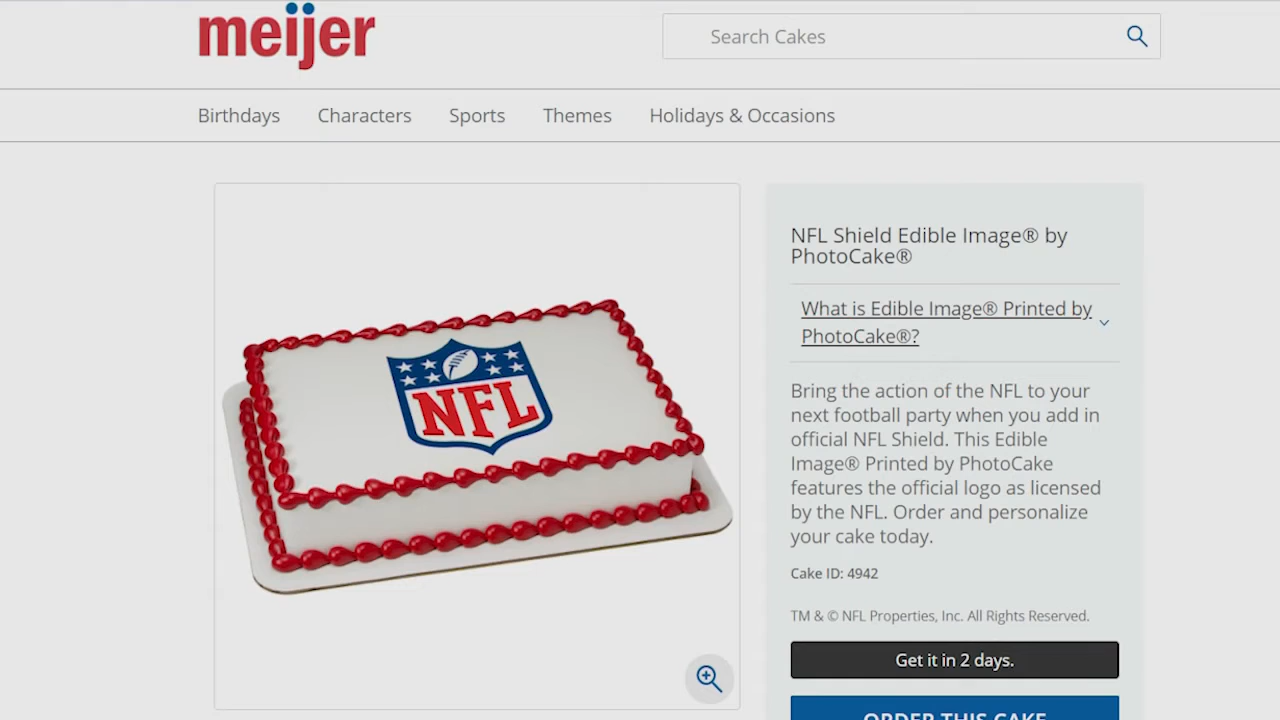 meijer
Search Cakes
Birthdays Characters Sports Themes Holidays & Occasions
NFL
NFL Shield Edible Image® by
PhotoCake®
What is Edible Image® Printed by
PhotoCake®?
Bring the action of the NFL to your
next football party when you add in
official NFL Shield. This Edible
Image® Printed by PhotoCake
features the official logo as licensed
by the NFL. Order and personalize
your cake today.
Cake ID: 4942
TM & © NFL Properties, Inc. All Rights Reserved.
Get it in 2 days.
ORDER THIS CAKE